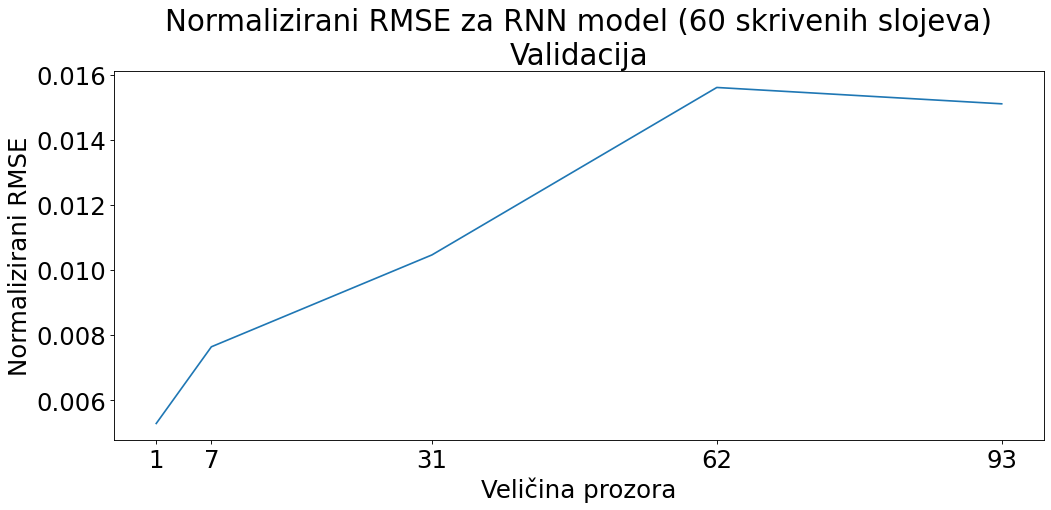 Normalizirani RMSE za RNN model (60 skrivenih slojeva)
Validacija
Normalizirani RMSE
0.016
0.014
0.012
0.010
0.008
0.006
1 7 31 62 93
Veličina prozora